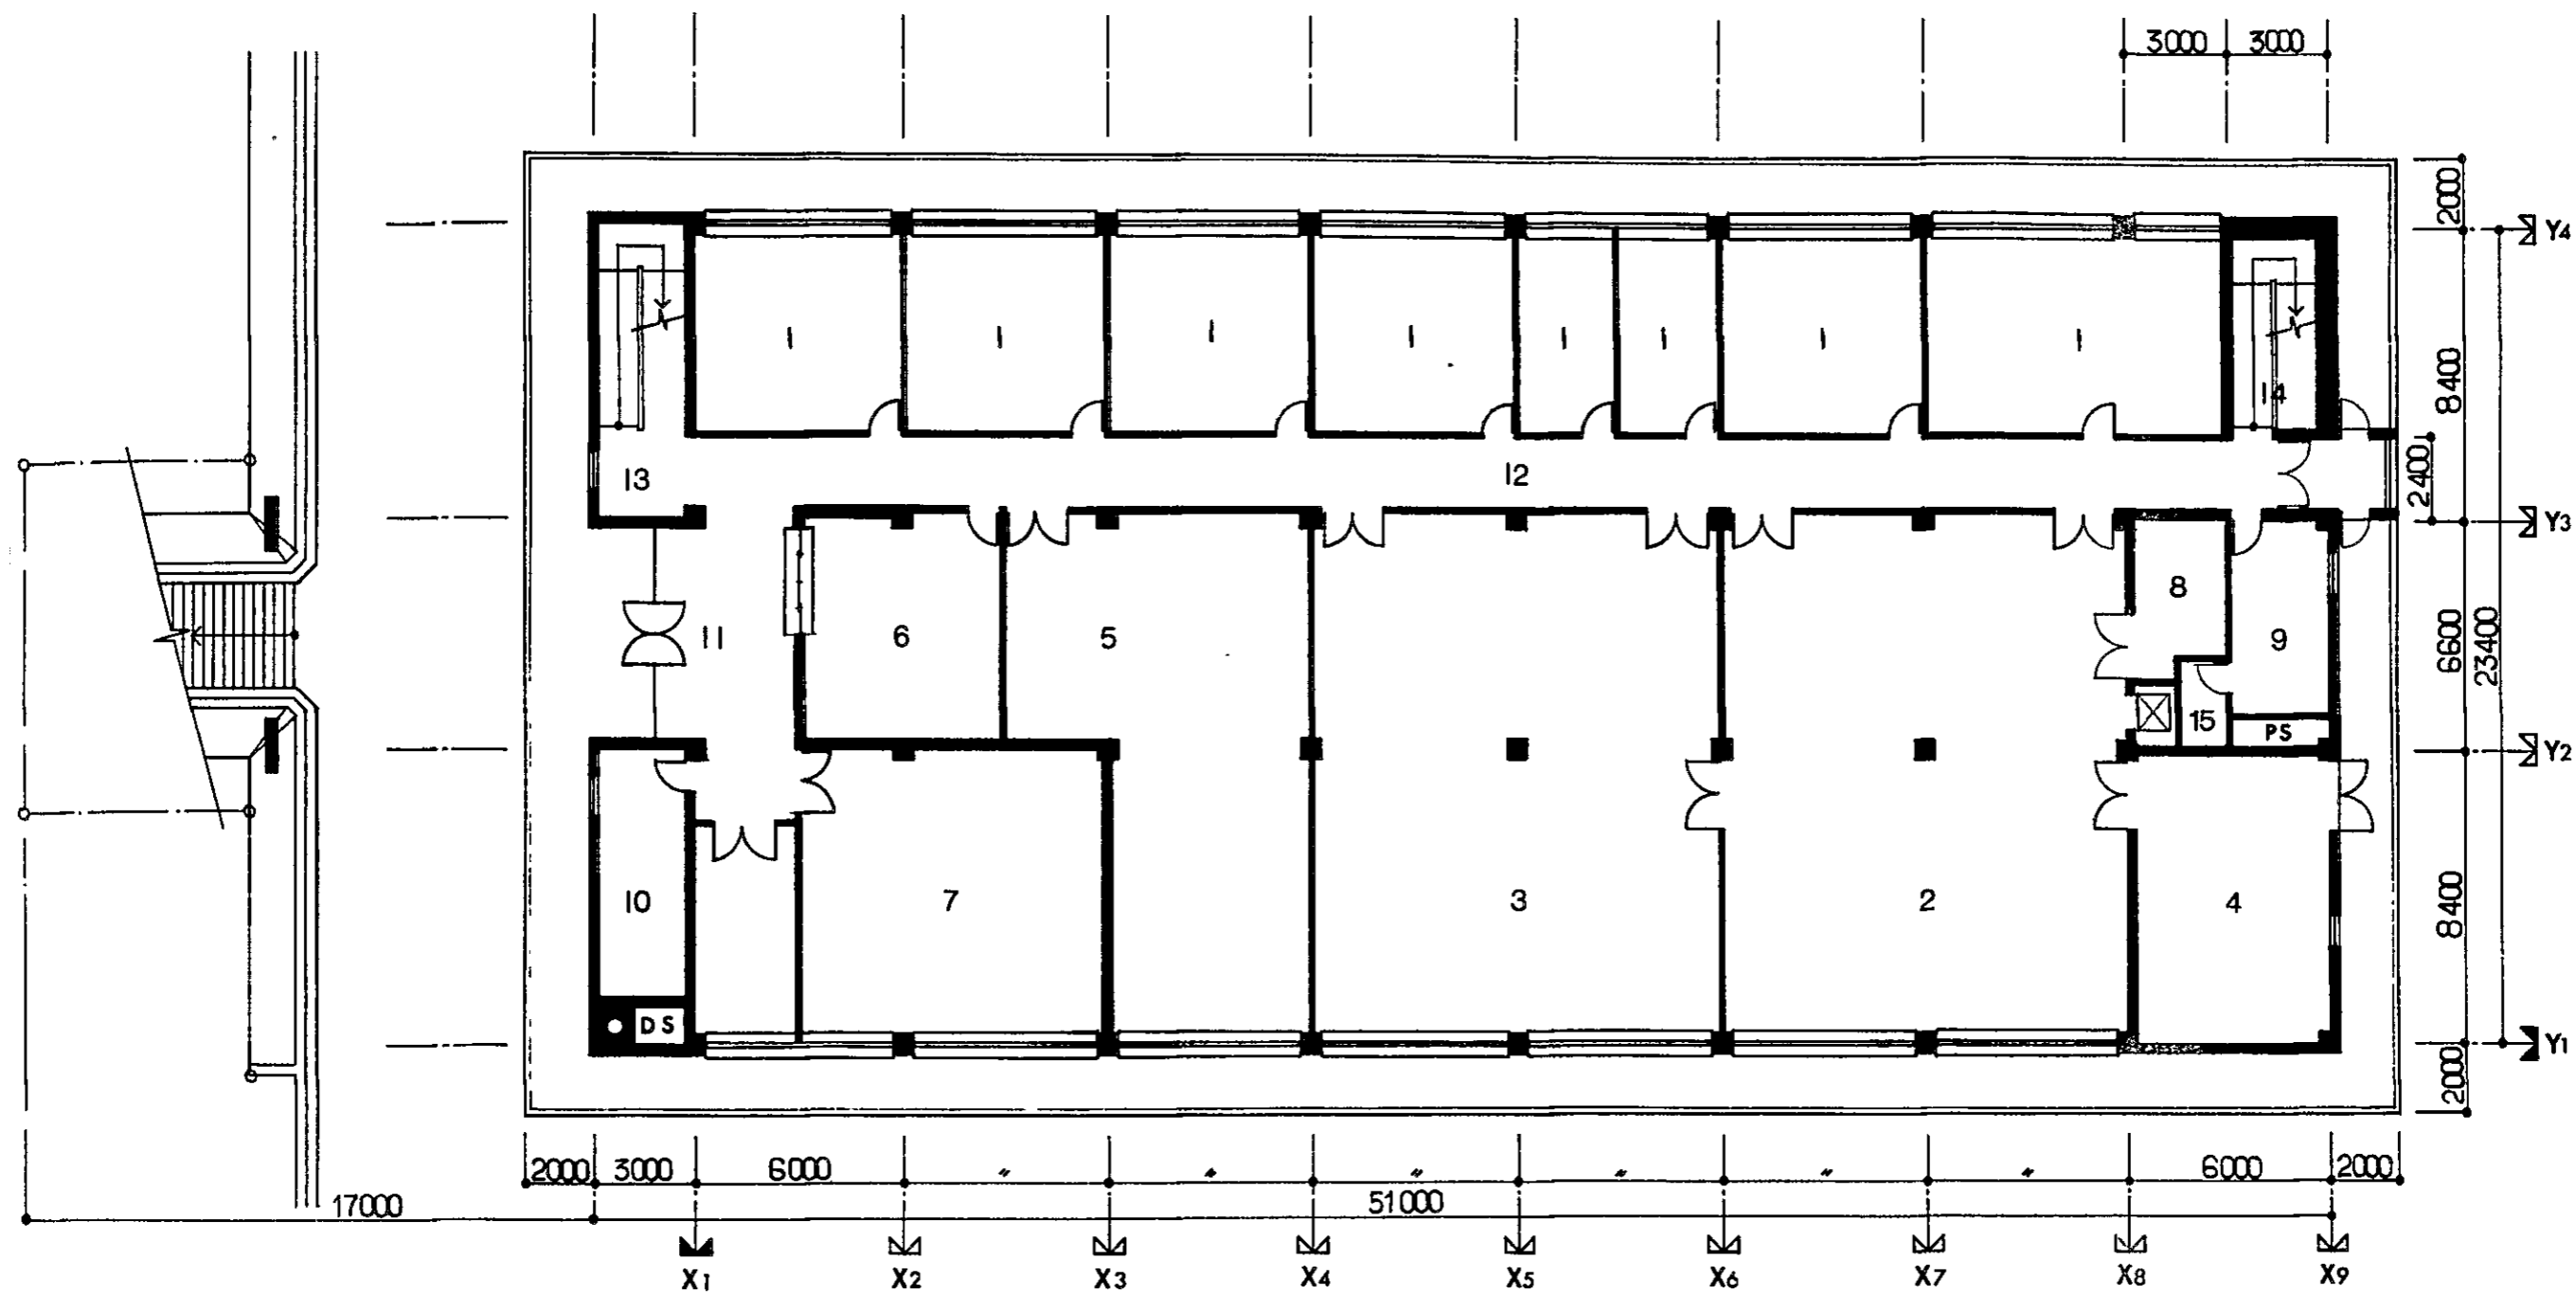 3000 3000
2000
Y4
1 1 1 1 1 1 1 1
14
8400
13 12
2400
Y3
8
6 5 11 9
6600
23400
15
PS
Y2
10 7 3 2 4
8400
DS
Y1
2000
2000 3000 6000 〃 〃 〃 〃 〃 〃 6000 2000
17000 51000
X1 X2 X3 X4 X5 X6 X7 X8 X9